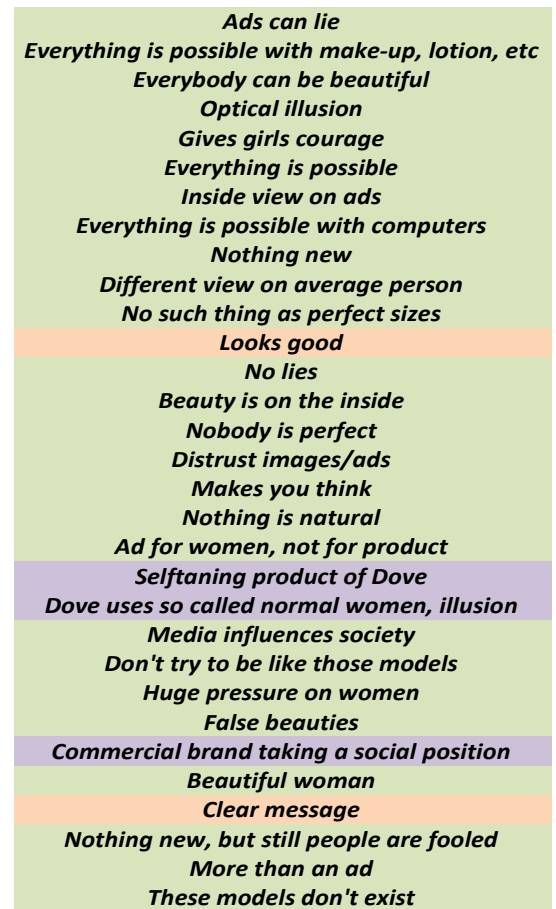 Ads can lie
Everything is possible with make-up, lotion, etc
Everybody can be beautiful
Optical illusion
Gives girls courage
Everything is possible
Inside view on ads
Everything is possible with computers
Nothing new
Different view on average person
No such thing as perfect sizes
Looks good
No lies
Beauty is on the inside
Nobody is perfect
Distrust images/ads
Makes you think
Nothing is natural
Ad for women, not for product
Selftaning product of Dove
Dove uses so called normal women, illusion
Media influences society
Don't try to be like those models
Huge pressure on women
False beauties
Commercial brand taking a social position
Beautiful woman
Clear message
Nothing new, but still people are fooled
More than an ad
These models don't exist